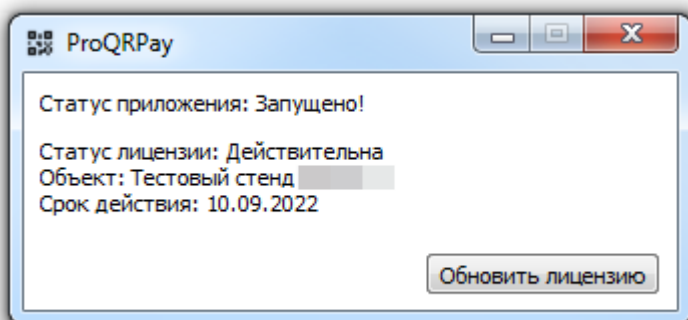 ProQRPay
Статус приложения: Запущено!
Статус лицензии: Действительна
Объект: Тестовый стенд
Срок действия: 10.09.2022
Обновить лицензию